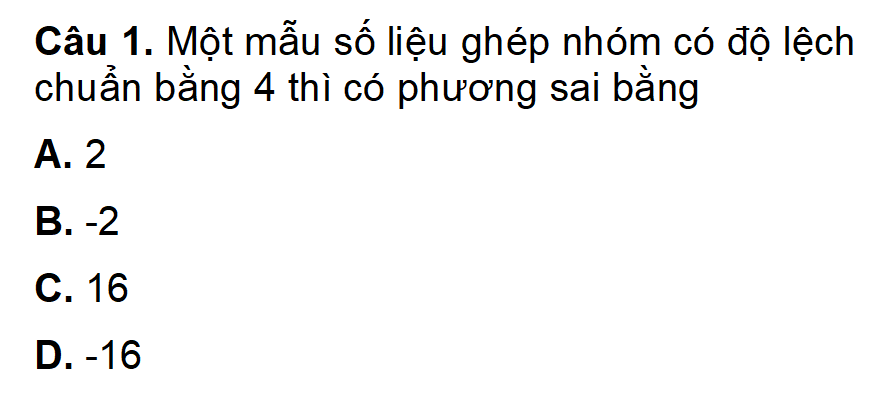 Câu 1. Một mẫu số liệu ghép nhóm có độ lệch
chuẩn bằng 4 thì có phương sai bằng
A. 2
B. -2
C. 16
D. -16